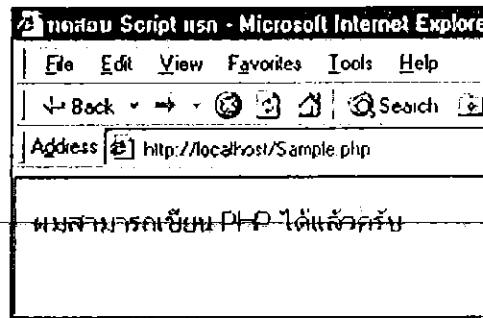 ทดสอบ Script แรก - Microsoft Internet Explore
File Edit View Favorites Tools Help
Back Search
Address http://localhost/Sample.php
ผมสามารถเขียน PHP ได้แล้วครับ